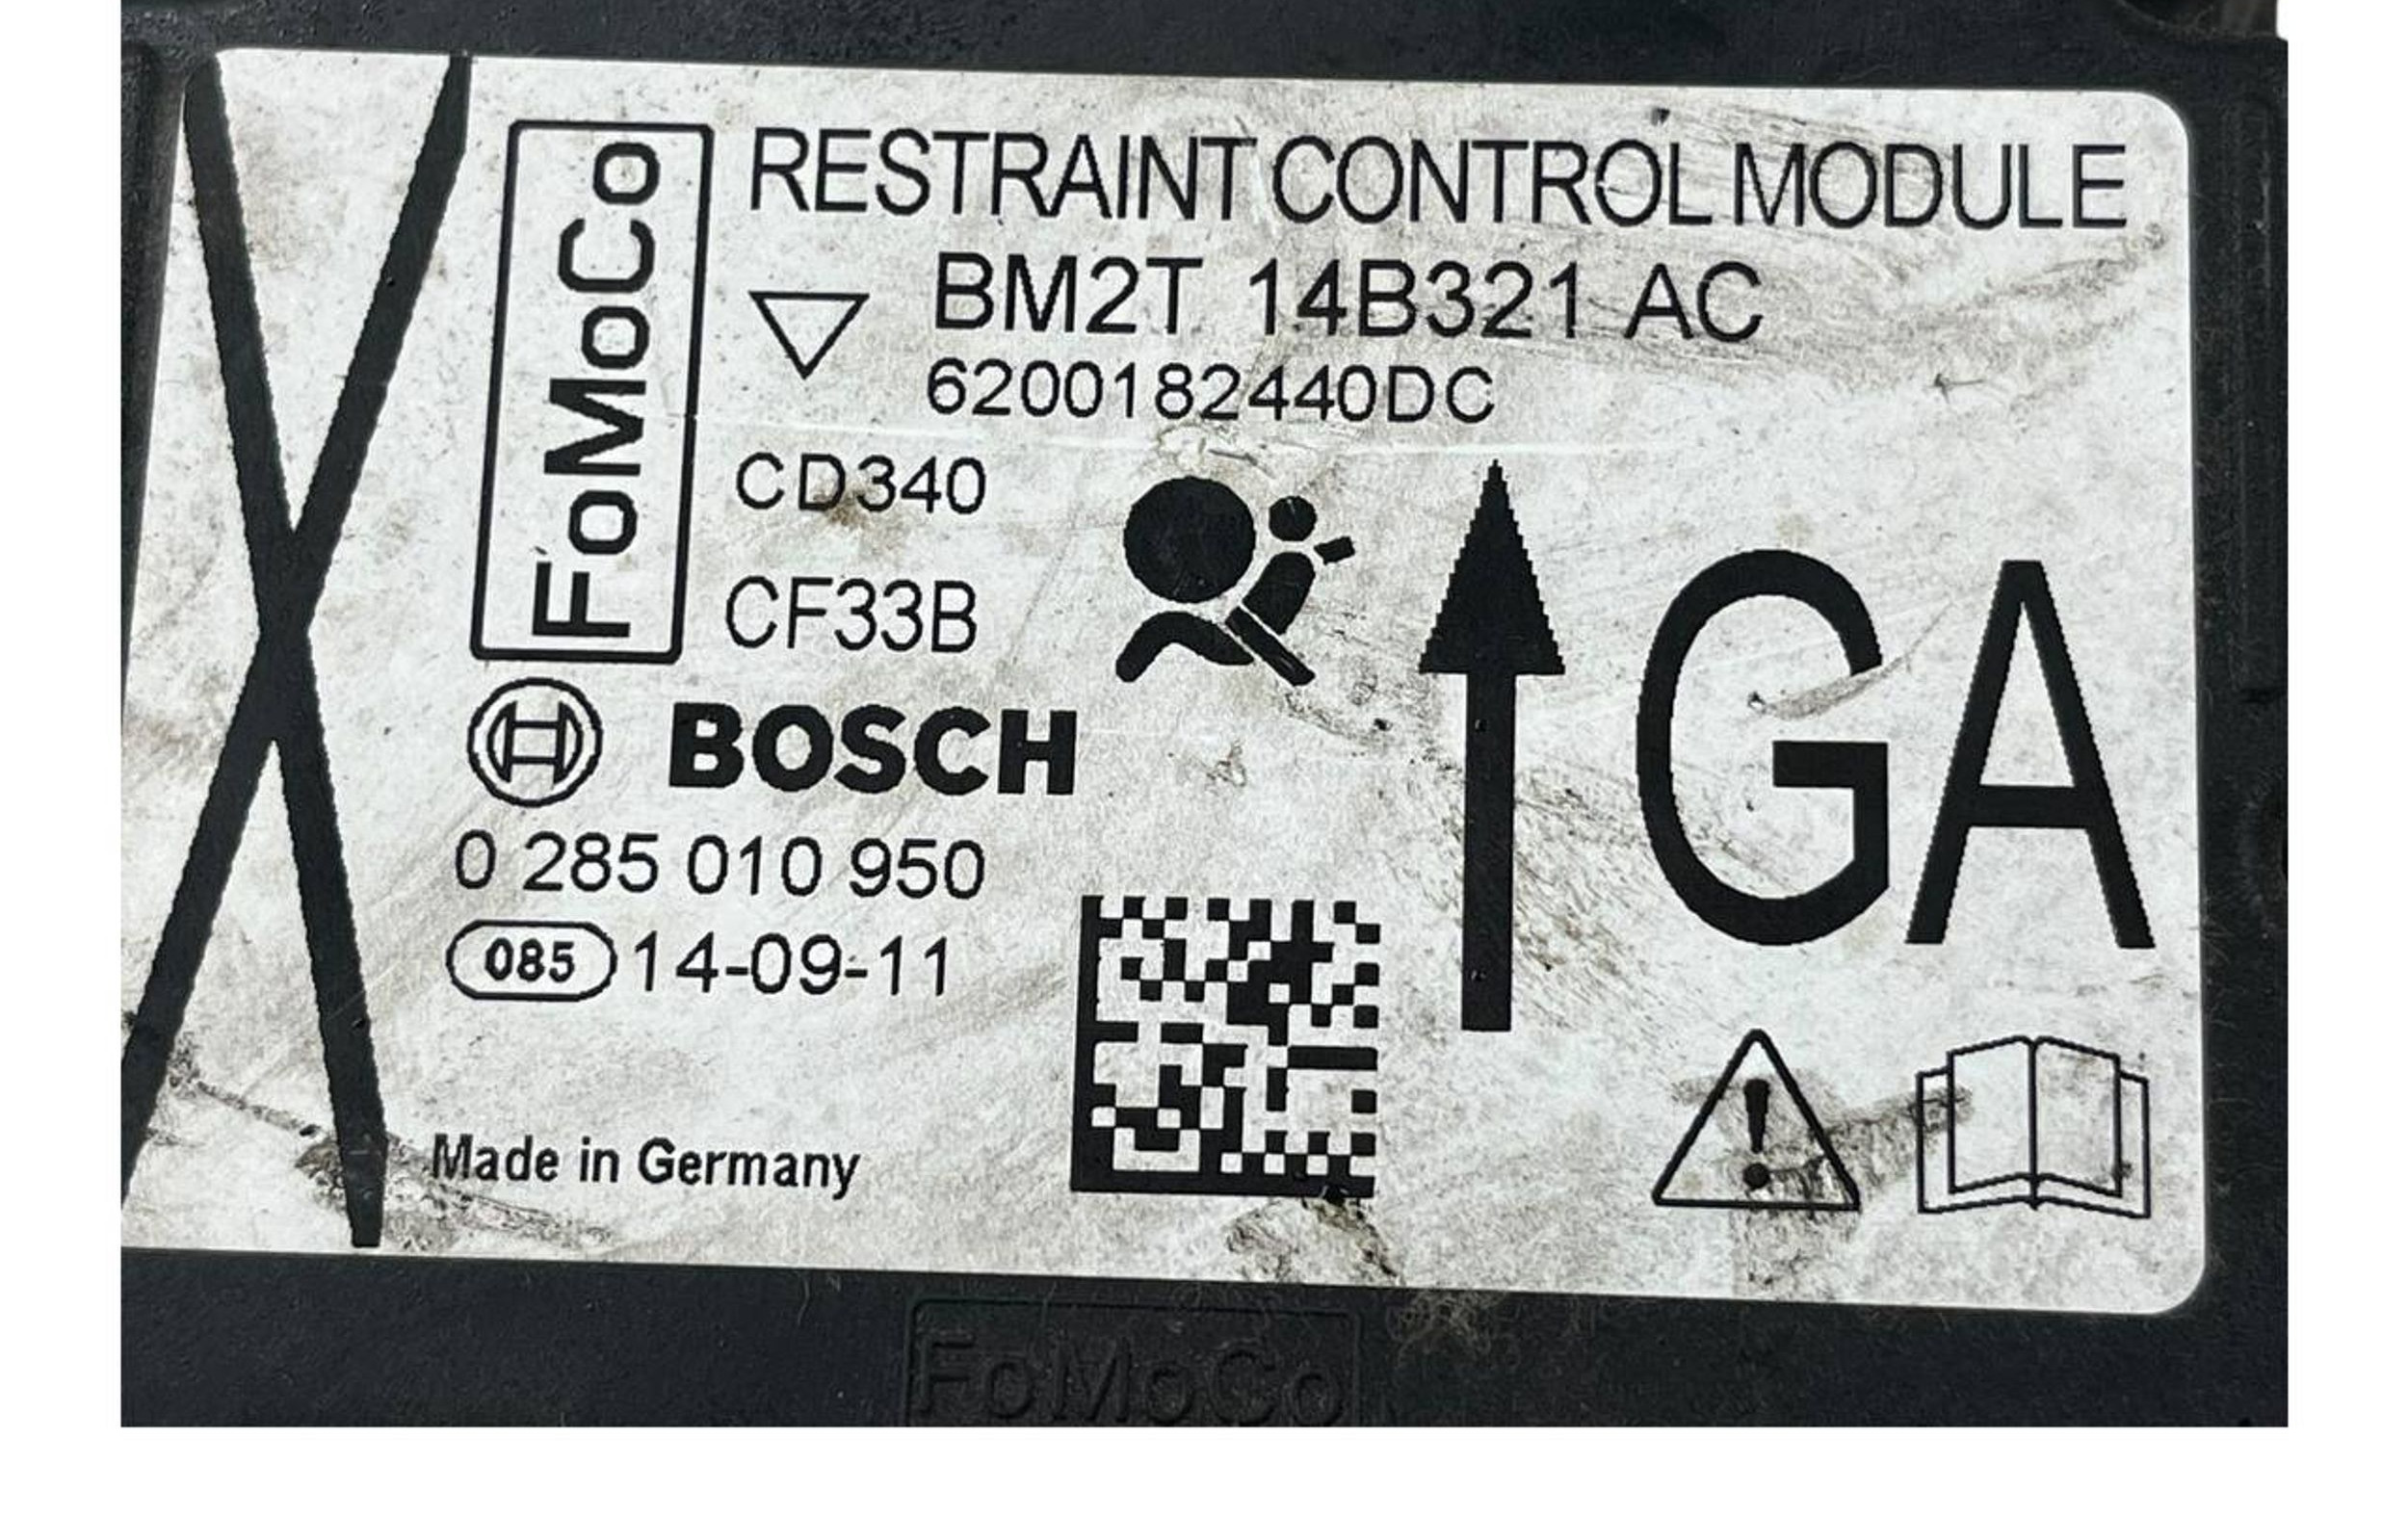 FoMoCo
RESTRAINT CONTROL MODULE
BM2T 14B321 AC
6200182440DC
CD340
CF33B
GA
BOSCH
0 285 010 950
085 14-09-11
Made in Germany
FoMoCo